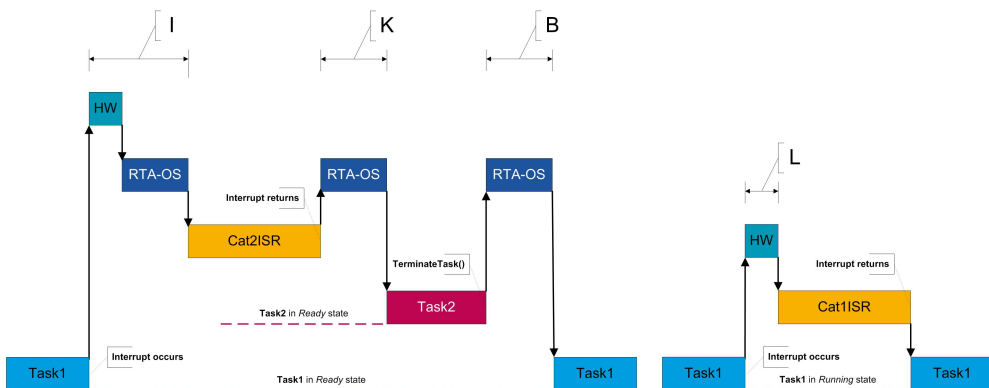 I
K
B
HW
L
RTA-OS
RTA-OS
RTA-OS
Interrupt returns
HW
Cat2ISR
TerminateTask()
Interrupt returns
Task2
Cat1ISR
Task2 in Ready state
Interrupt occurs
Interrupt occurs
Task1
Task1 in Ready state
Task1
Task1
Task1 in Running state
Task1